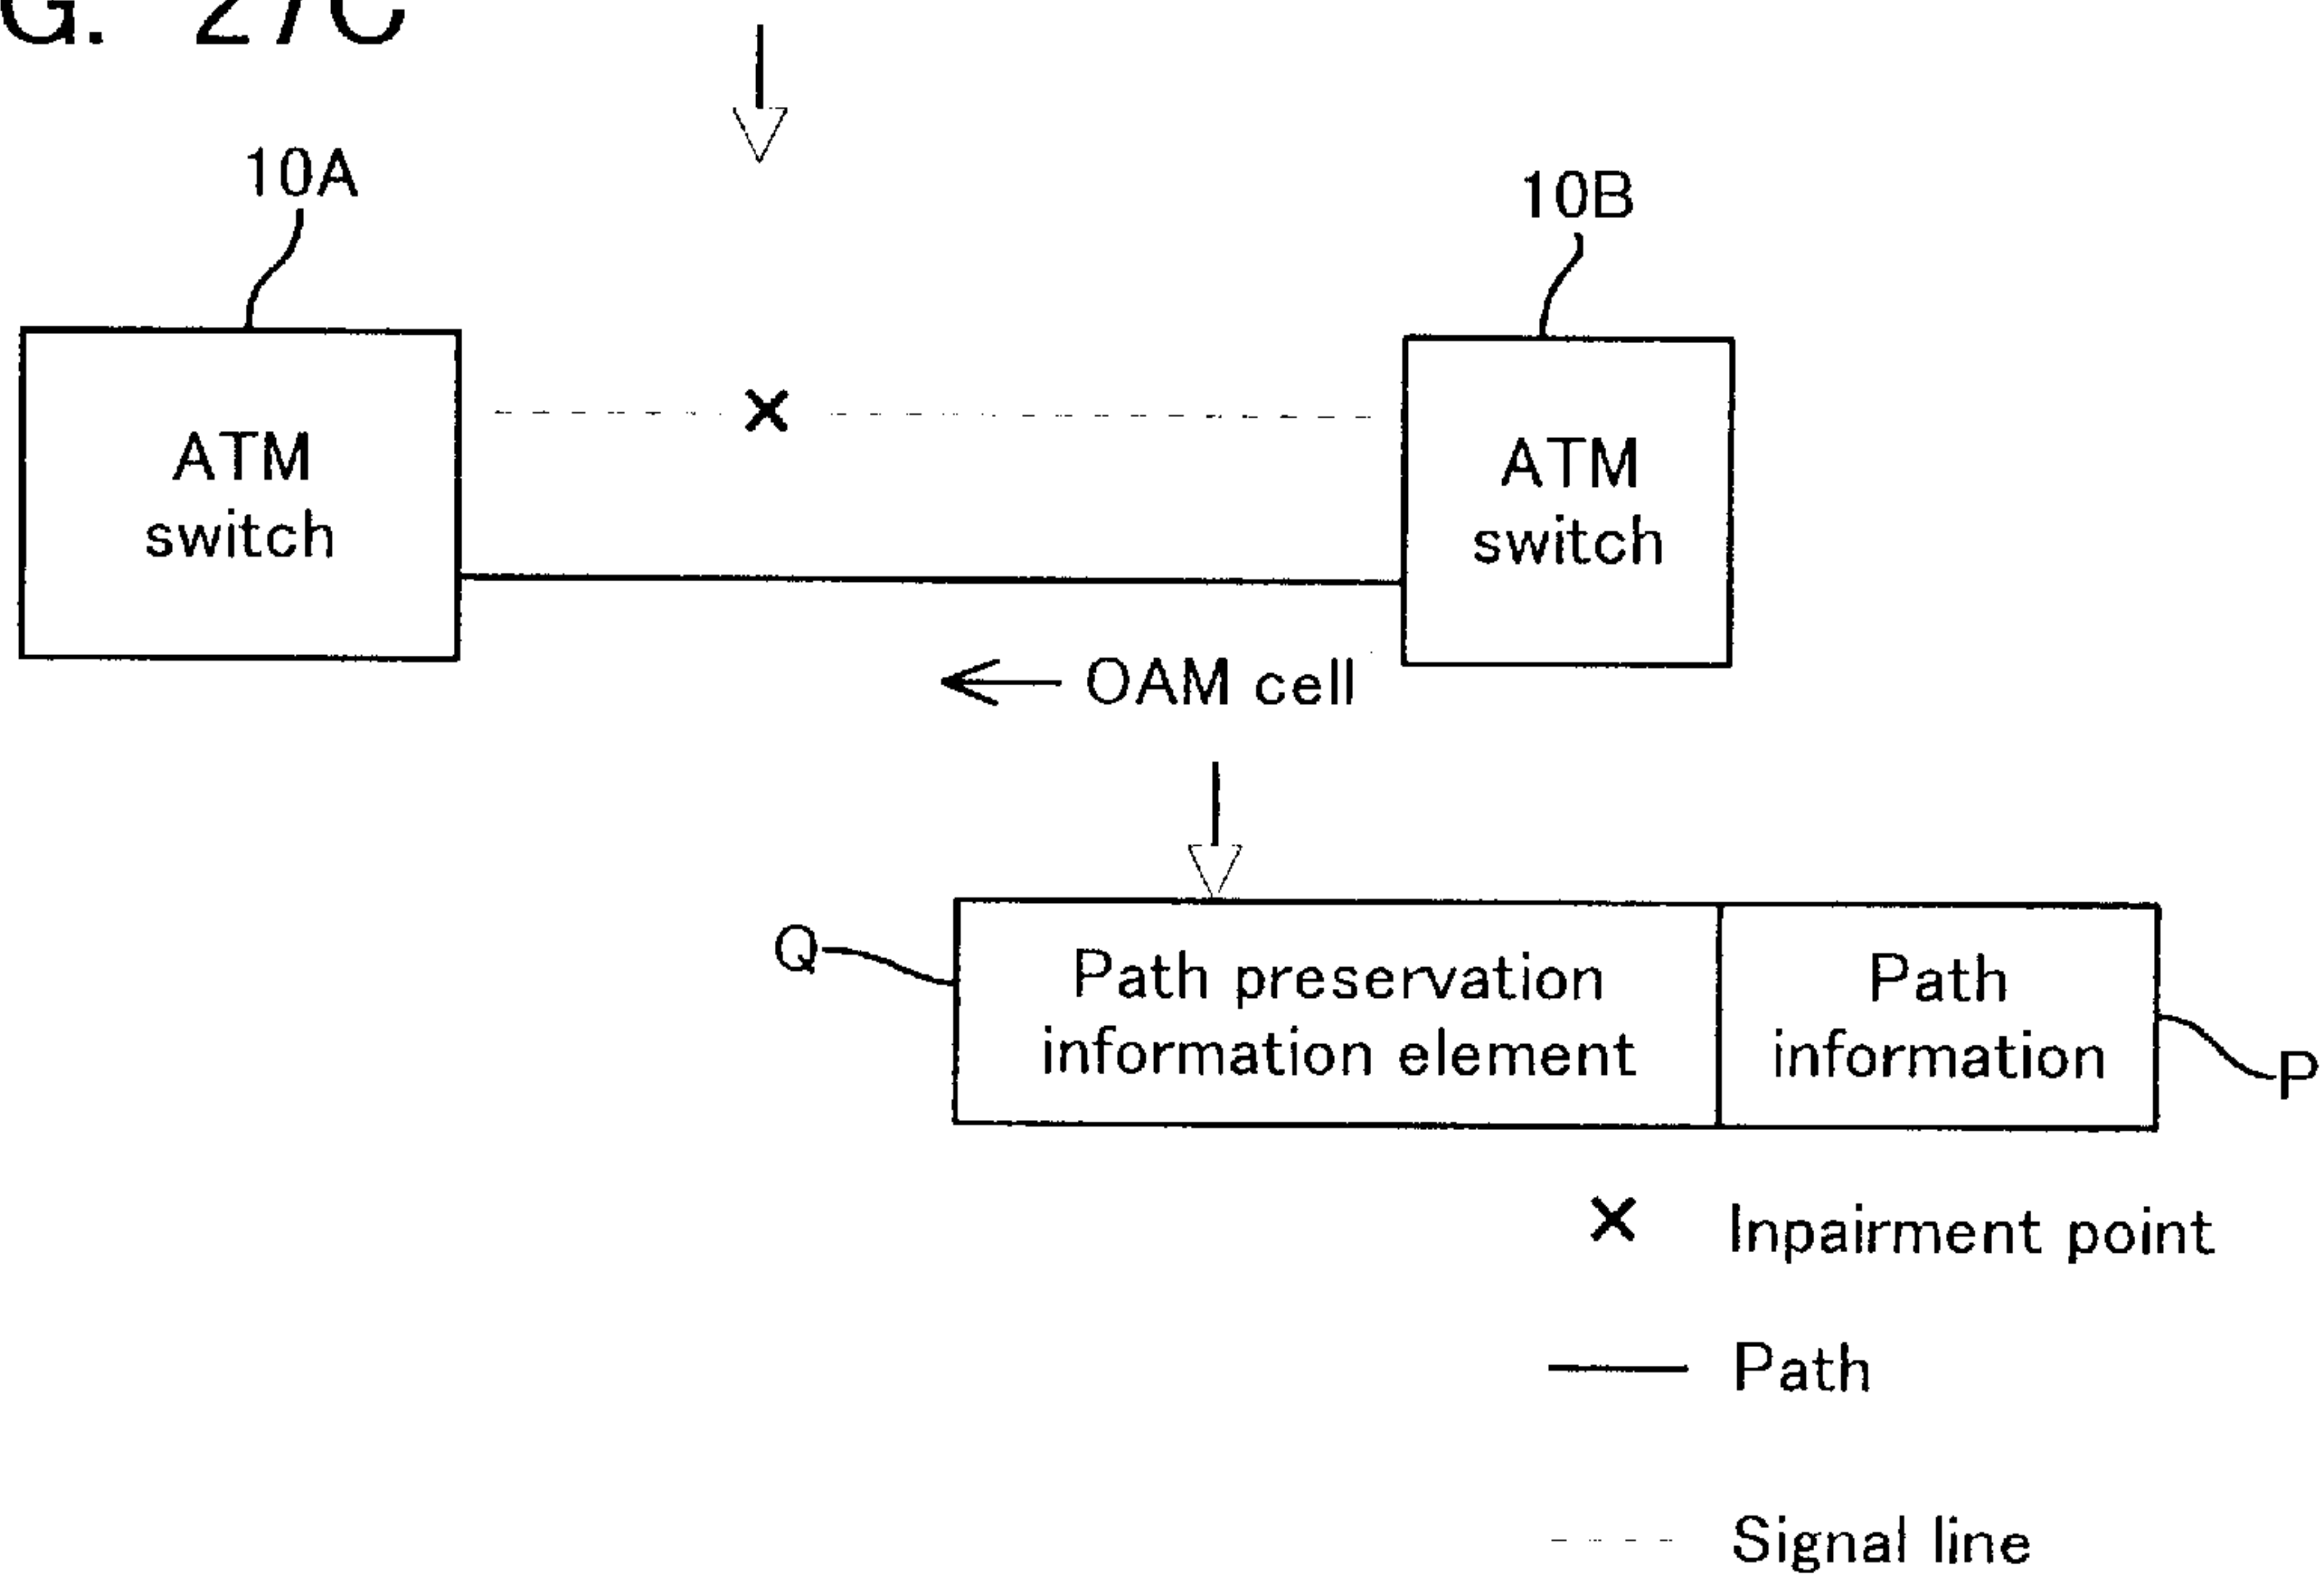 G. 27C
10A
10B
ATM
switch
ATM
switch
OAM cell
Q
Path preservation
information element
Path
information
P
Inpairment point
Path
Signal line